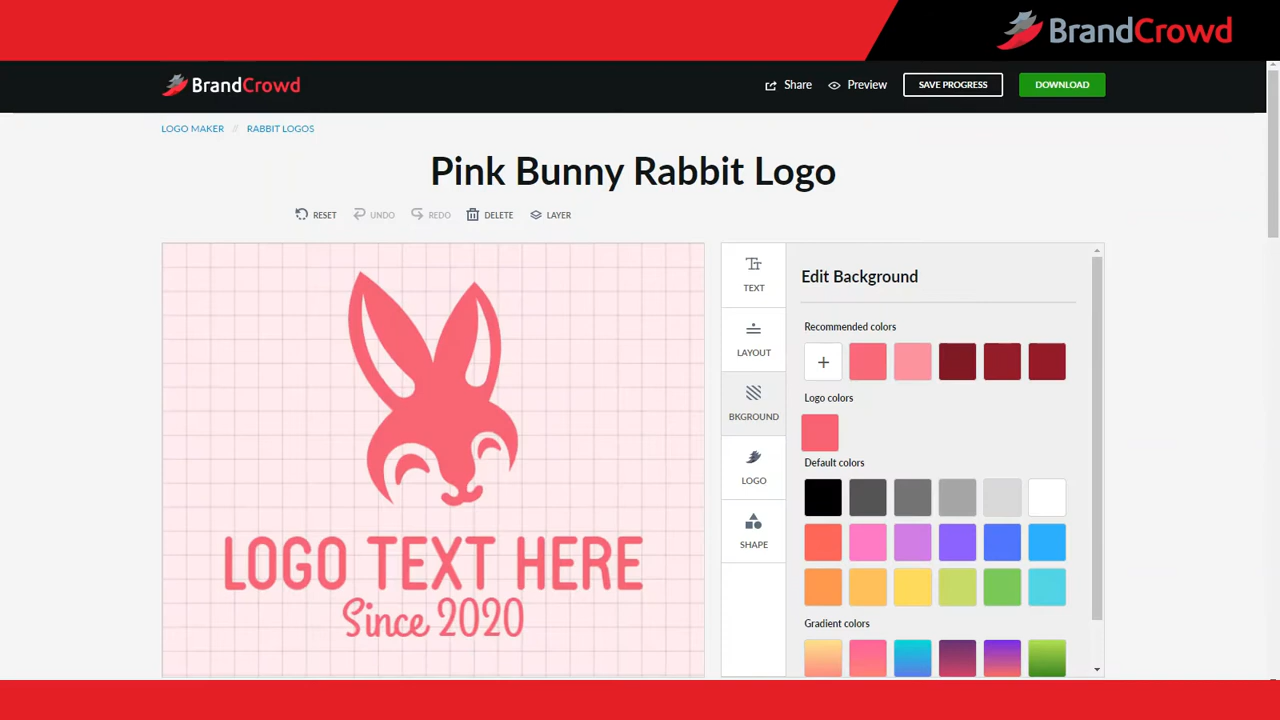 BrandCrowd
BrandCrowd
Share
Preview
SAVE PROGRESS
DOWNLOAD
LOGO MAKER // RABBIT LOGOS
Pink Bunny Rabbit Logo
RESET
UNDO
REDO
DELETE
LAYER
LOGO TEXT HERE
Since 2020
TEXT
LAYOUT
BKGROUND
LOGO
SHAPE
Edit Background
Recommended colors
+
Logo colors
Default colors
Gradient colors